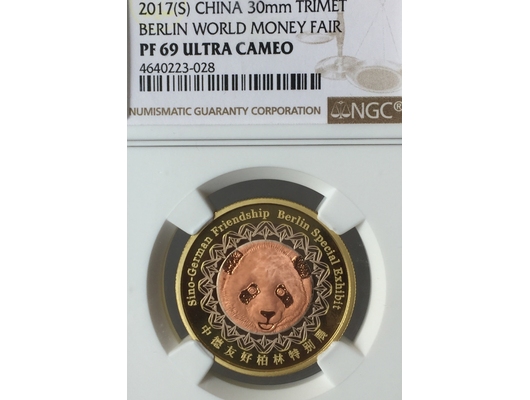 2017(S) CHINA 30mm TRIMET
BERLIN WORLD MONEY FAIR
PF 69 ULTRA CAMEO
4640223-028
NUMISMATIC GUARANTY CORPORATION NGC®
Sino-German Friendship Berlin Special Exhibit
中德友好柏林特别展